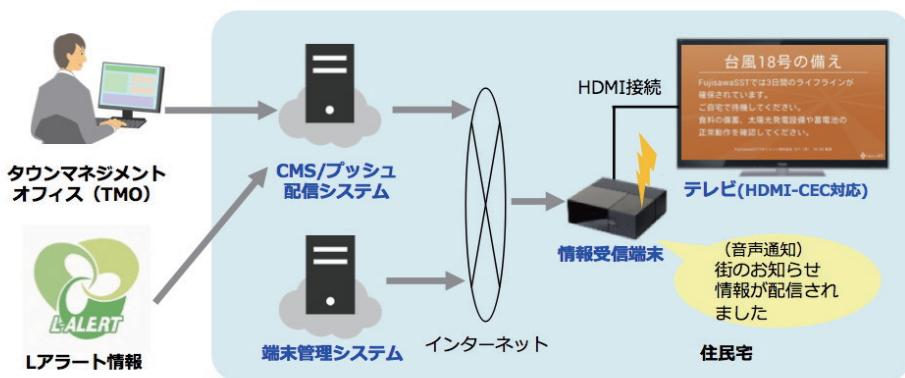 タウンマネジメント
オフィス（TMO）
L-ALERT
Lアラート情報
CMS/プッシュ
配信システム
端末管理システム
インターネット
HDMI接続
台風18号の備え
FujisawaSSTでは3日間のライフラインが
確保されています。
ご自宅で待機してください。
食料の備蓄、太陽光発電設備や蓄電池の
正常動作を確認してください。
テレビ(HDMI-CEC対応)
情報受信端末
（音声通知）
街のお知らせ
情報が配信され
ました
住民宅